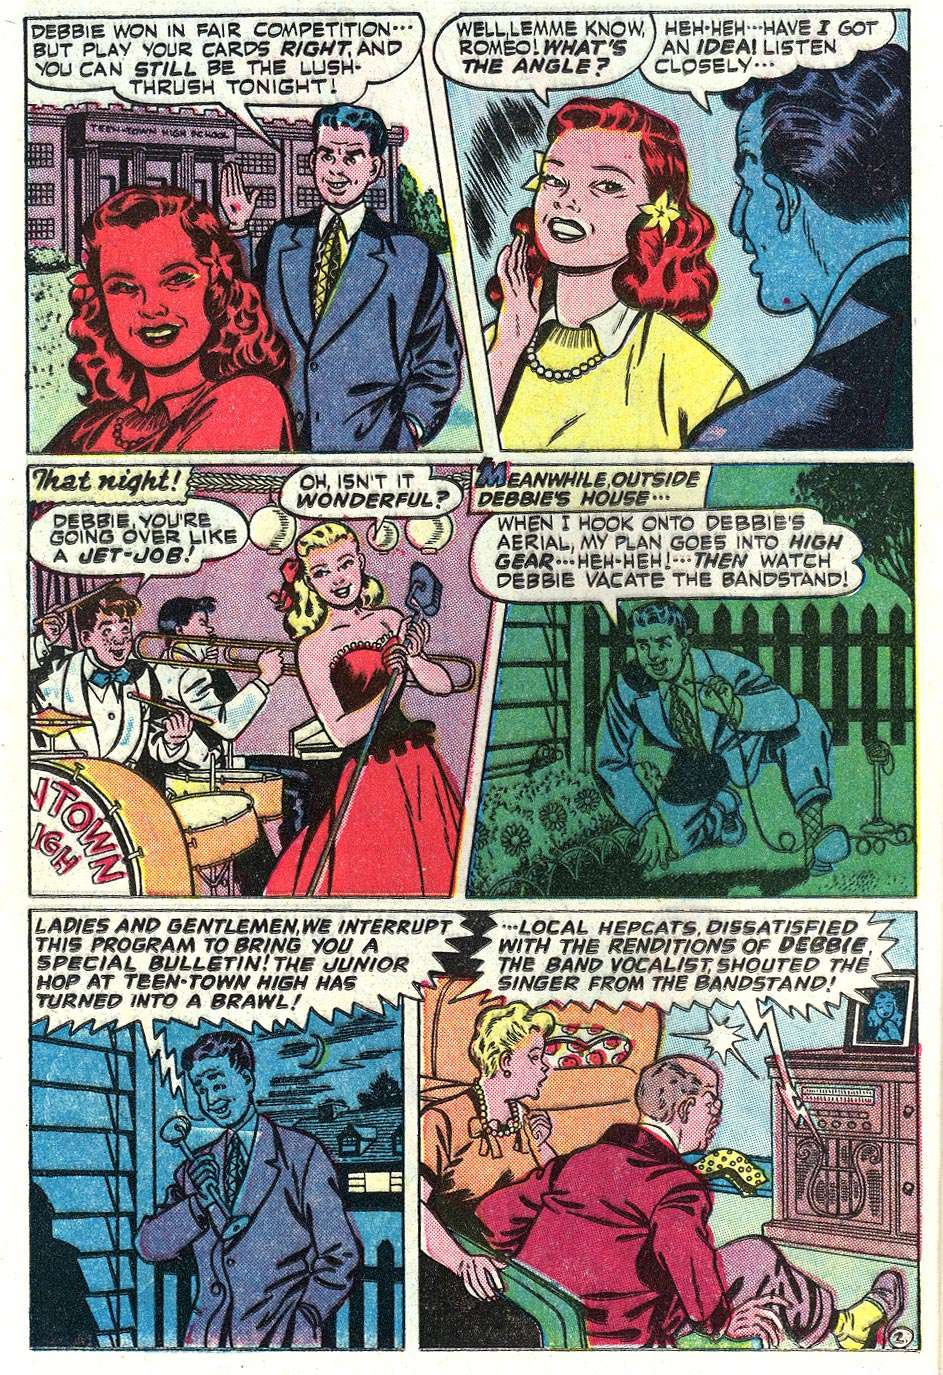 DEBBIE WON IN FAIR COMPETITION...
BUT PLAY YOUR CARDS RIGHT, AND
YOU CAN STILL BE THE LUSH-
THRUSH TONIGHT!
TEEN-TOWN HIGH SCHOOL
WELL, LEMME KNOW,
ROMEO! WHAT'S
THE ANGLE?
HEH-HEH...HAVE I GOT
AN IDEA! LISTEN
CLOSELY...
That night!
DEBBIE, YOU'RE
GOING OVER LIKE
A JET-JOB!
OH, ISN'T IT
WONDERFUL?
NTOWN
IGH
MEANWHILE, OUTSIDE
DEBBIE'S HOUSE...
WHEN I HOOK ONTO DEBBIE'S
AERIAL, MY PLAN GOES INTO HIGH
GEAR...HEH-HEH!...THEN WATCH
DEBBIE VACATE THE BANDSTAND!
LADIES AND GENTLEMEN, WE INTERRUPT
THIS PROGRAM TO BRING YOU A
SPECIAL BULLETIN! THE JUNIOR
HOP AT TEEN-TOWN HIGH HAS
TURNED INTO A BRAWL!
...LOCAL HEPCATS, DISSATISFIED
WITH THE RENDITIONS OF DEBBIE,
THE BAND VOCALIST, SHOUTED THE
SINGER FROM THE BANDSTAND!
2